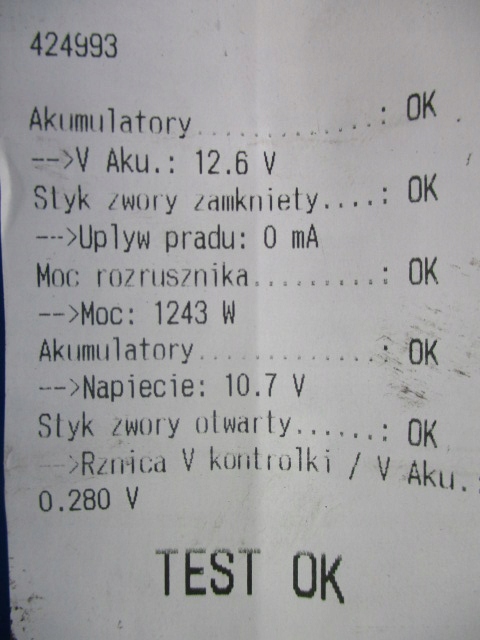 424993
Akumulatory..............: OK
-->V Aku.: 12.6 V
Styk zwory zamkniety....: OK
-->Uplyw pradu: 0 mA
Moc rozrusznika.........: OK
-->Moc: 1243 W
Akumulatory.............: OK
-->Napiecie: 10.7 V
Styk zwory otwarty......: OK
-->Rznica V kontrolki / V Aku.:
0.280 V
TEST OK